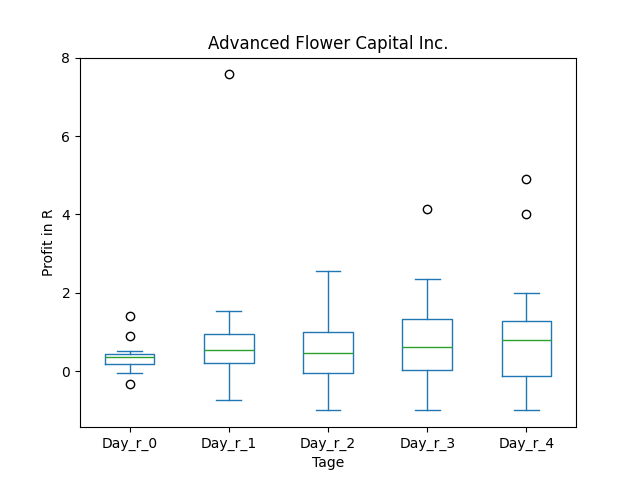 Advanced Flower Capital Inc.
8
6
4
2
0
Profit in R
Day_r_0 Day_r_1 Day_r_2 Day_r_3 Day_r_4
Tage